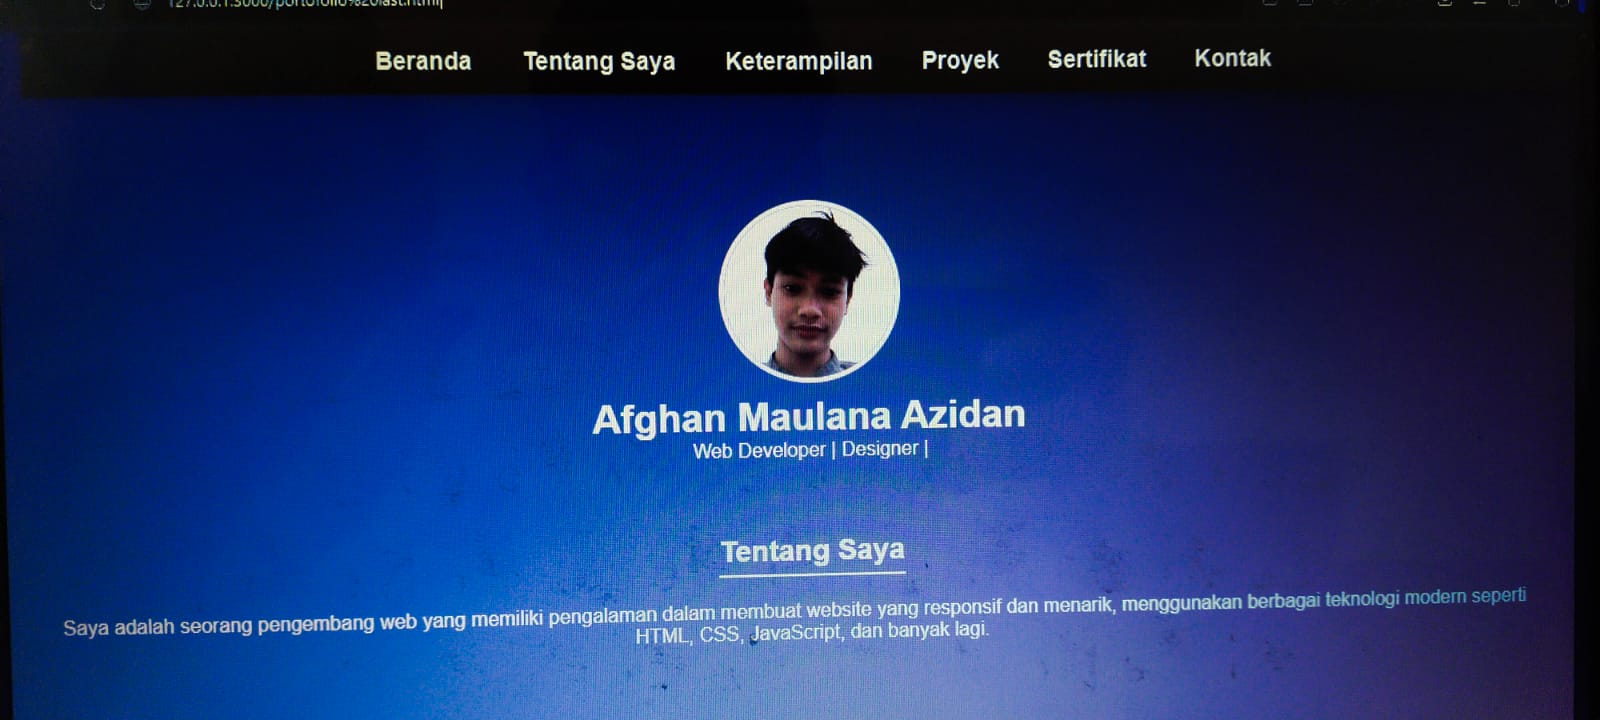 127.0.0.1:3000/portofolio%20last.html
Beranda Tentang Saya Keterampilan Proyek Sertifikat Kontak
Afghan Maulana Azidan
Web Developer | Designer |
Tentang Saya
Saya adalah seorang pengembang web yang memiliki pengalaman dalam membuat website yang responsif dan menarik, menggunakan berbagai teknologi modern seperti
HTML, CSS, JavaScript, dan banyak lagi.